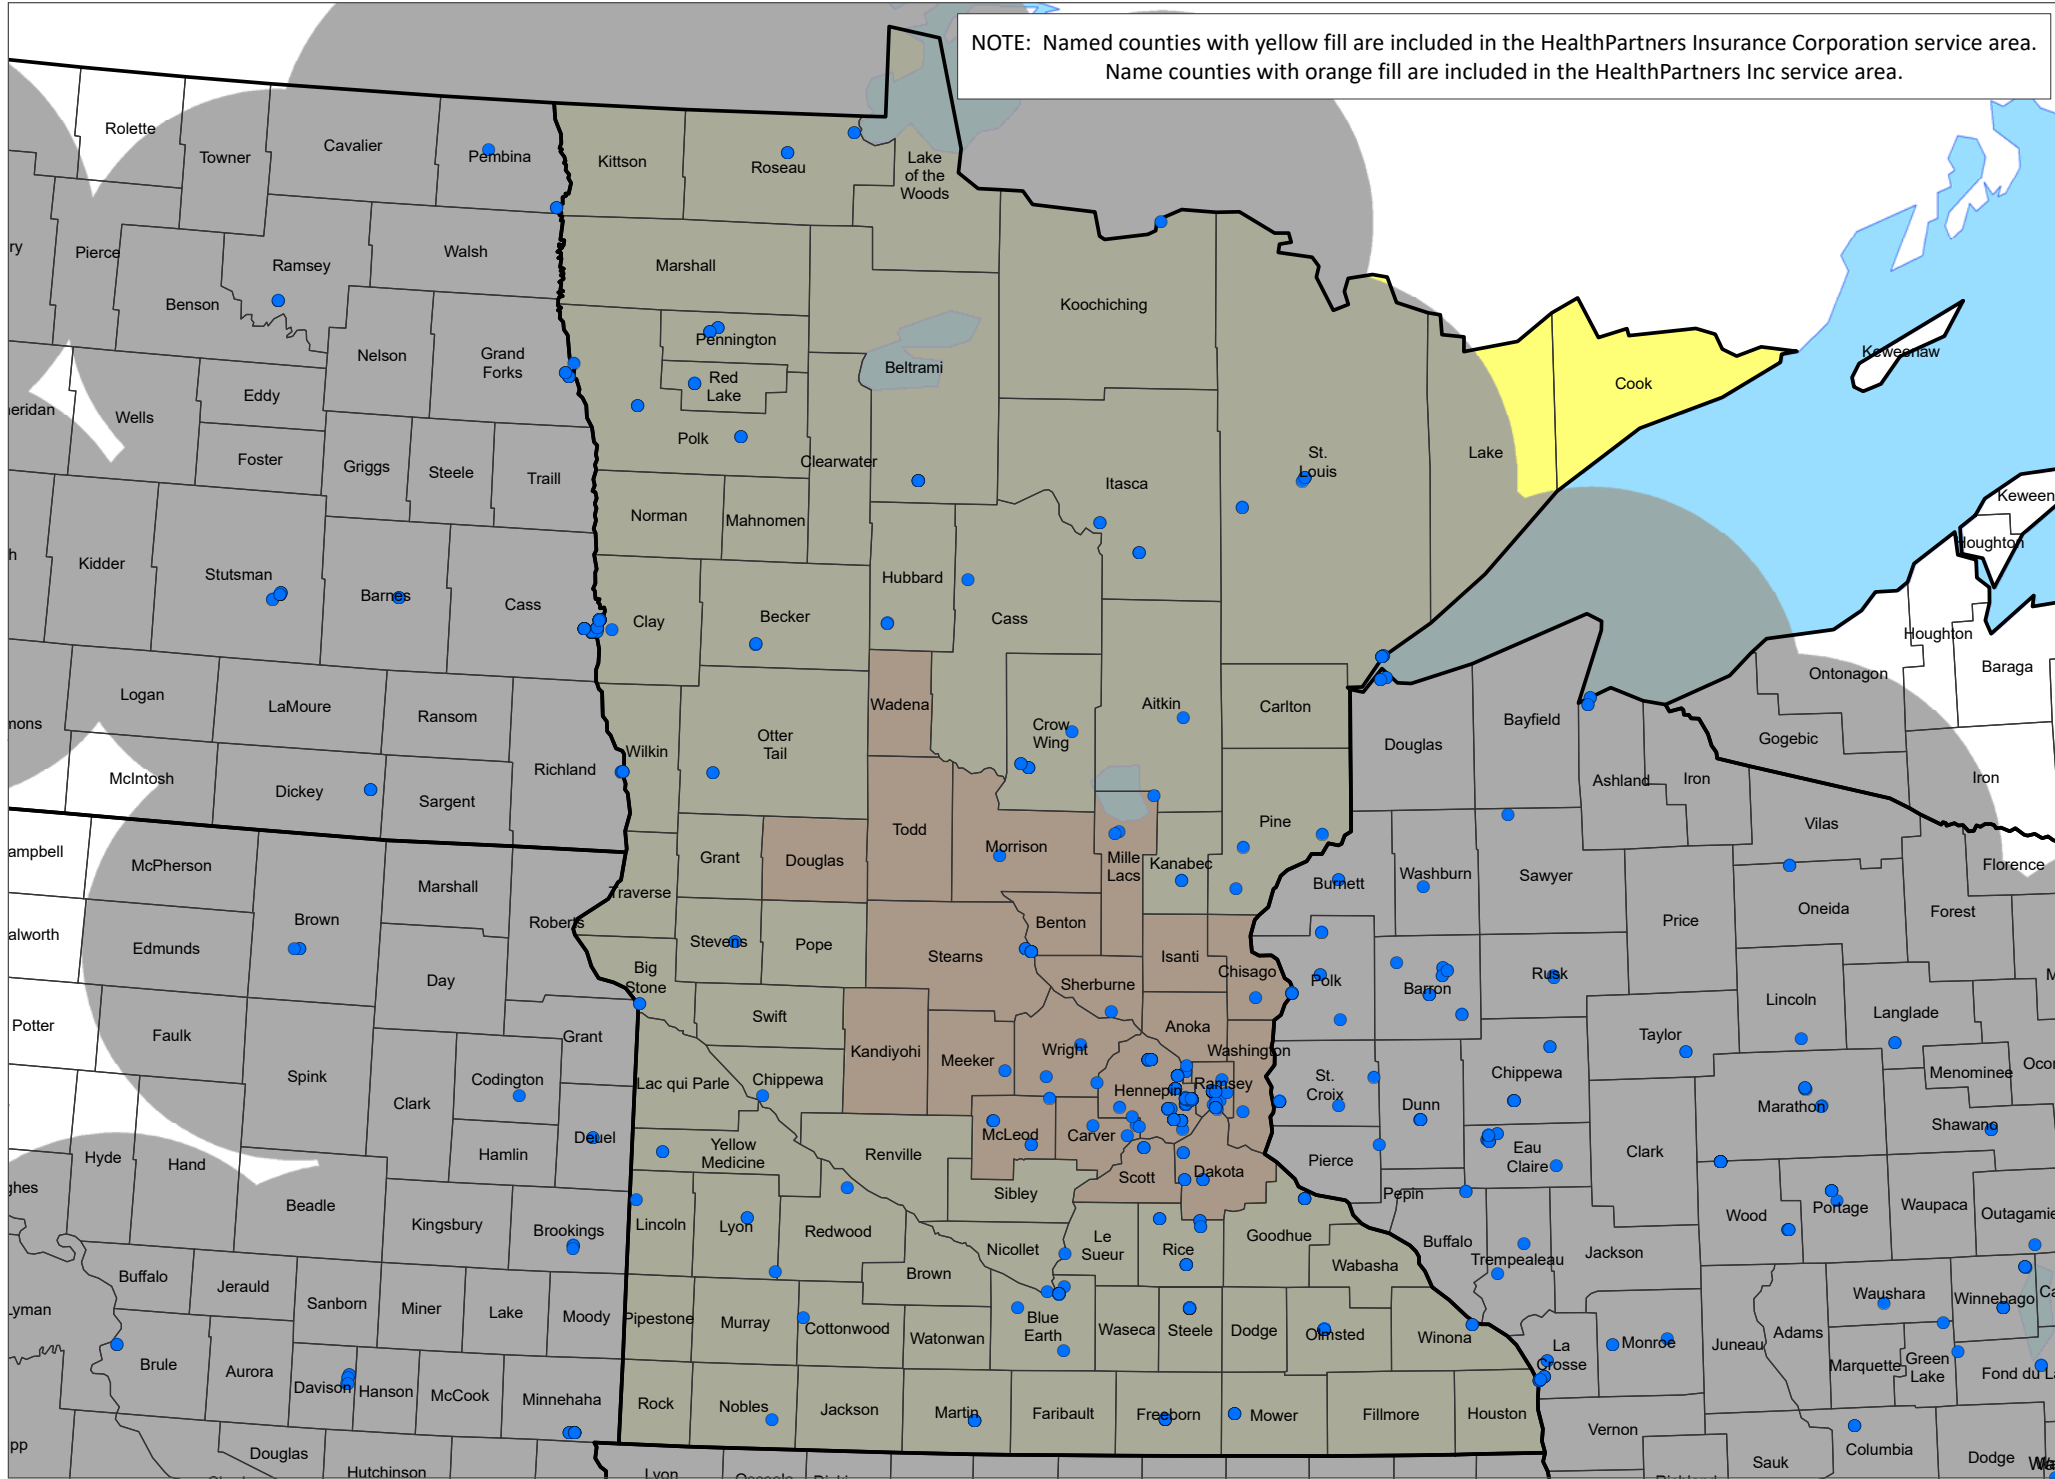 NOTE:  Named counties with yellow fill are included in the HealthPartners Insurance Corporation service area.
Name counties with orange fill are included in the HealthPartners Inc service area.
Rolette
Towner
Cavalier
Pembina
Kittson
Roseau
Lake
of the
Woods
ry
Pierce
Benson
Ramsey
Walsh
Marshall
Koochiching
Nelson
Grand
Forks
Pennington
Red
Lake
Beltrami
Cook
Keweenaw
eridan
Wells
Eddy
Foster
Griggs
Steele
Traill
Polk
Clearwater
Itasca
St.
Louis
Lake
Keween
Houghton
h
Kidder
Stutsman
Barnes
Cass
Norman
Mahnomen
Clay
Becker
Hubbard
Cass
Houghton
Baraga
Ontonagon
mons
Logan
LaMoure
Ransom
Wilkin
Otter
Tail
Wadena
Crow
Wing
Aitkin
Carlton
Douglas
Bayfield
Gogebic
McIntosh
Dickey
Sargent
Richland
Ashland
Iron
Iron
ampbell
McPherson
Marshall
Grant
Douglas
Todd
Morrison
Mille
Lacs
Kanabec
Pine
Burnett
Washburn
Sawyer
Vilas
Florence
alworth
Edmunds
Brown
Day
Roberts
Traverse
Stevens
Pope
Stearns
Benton
Isanti
Chisago
Polk
Barron
Rusk
Price
Oneida
Forest
Potter
Faulk
Spink
Clark
Codington
Grant
Big
Stone
Swift
Kandiyohi
Meeker
Sherburne
Wright
Anoka
Washington
Hennepin
Ramsey
St.
Croix
Dunn
Chippewa
Taylor
Lincoln
Langlade
M
Menominee
Oco
Lac qui Parle
Chippewa
Hyde
Hand
Hamlin
Deuel
Yellow
Medicine
Renville
McLeod
Carver
Scott
Dakota
Pierce
Eau
Claire
Clark
Marathon
Shawano
ghes
Beadle
Kingsbury
Brookings
Lincoln
Lyon
Redwood
Sibley
Nicollet
Le
Sueur
Rice
Goodhue
Wabasha
Pepin
Buffalo
Trempealeau
Jackson
Wood
Portage
Waupaca
Outagamie
Buffalo
Jerauld
Sanborn
Miner
Lake
Moody
Pipestone
Murray
Cottonwood
Brown
Watonwan
Blue
Earth
Waseca
Steele
Dodge
Olmsted
Winona
La
Crosse
Monroe
Juneau
Adams
Waushara
Winnebago
Ca
Lyman
Brule
Aurora
Davison
Hanson
McCook
Minnehaha
Rock
Nobles
Jackson
Martin
Faribault
Freeborn
Mower
Fillmore
Houston
Vernon
Marquette
Green
Lake
Fond du La
pp
Douglas
Hutchinson
Lyon
Sauk
Columbia
Dodge